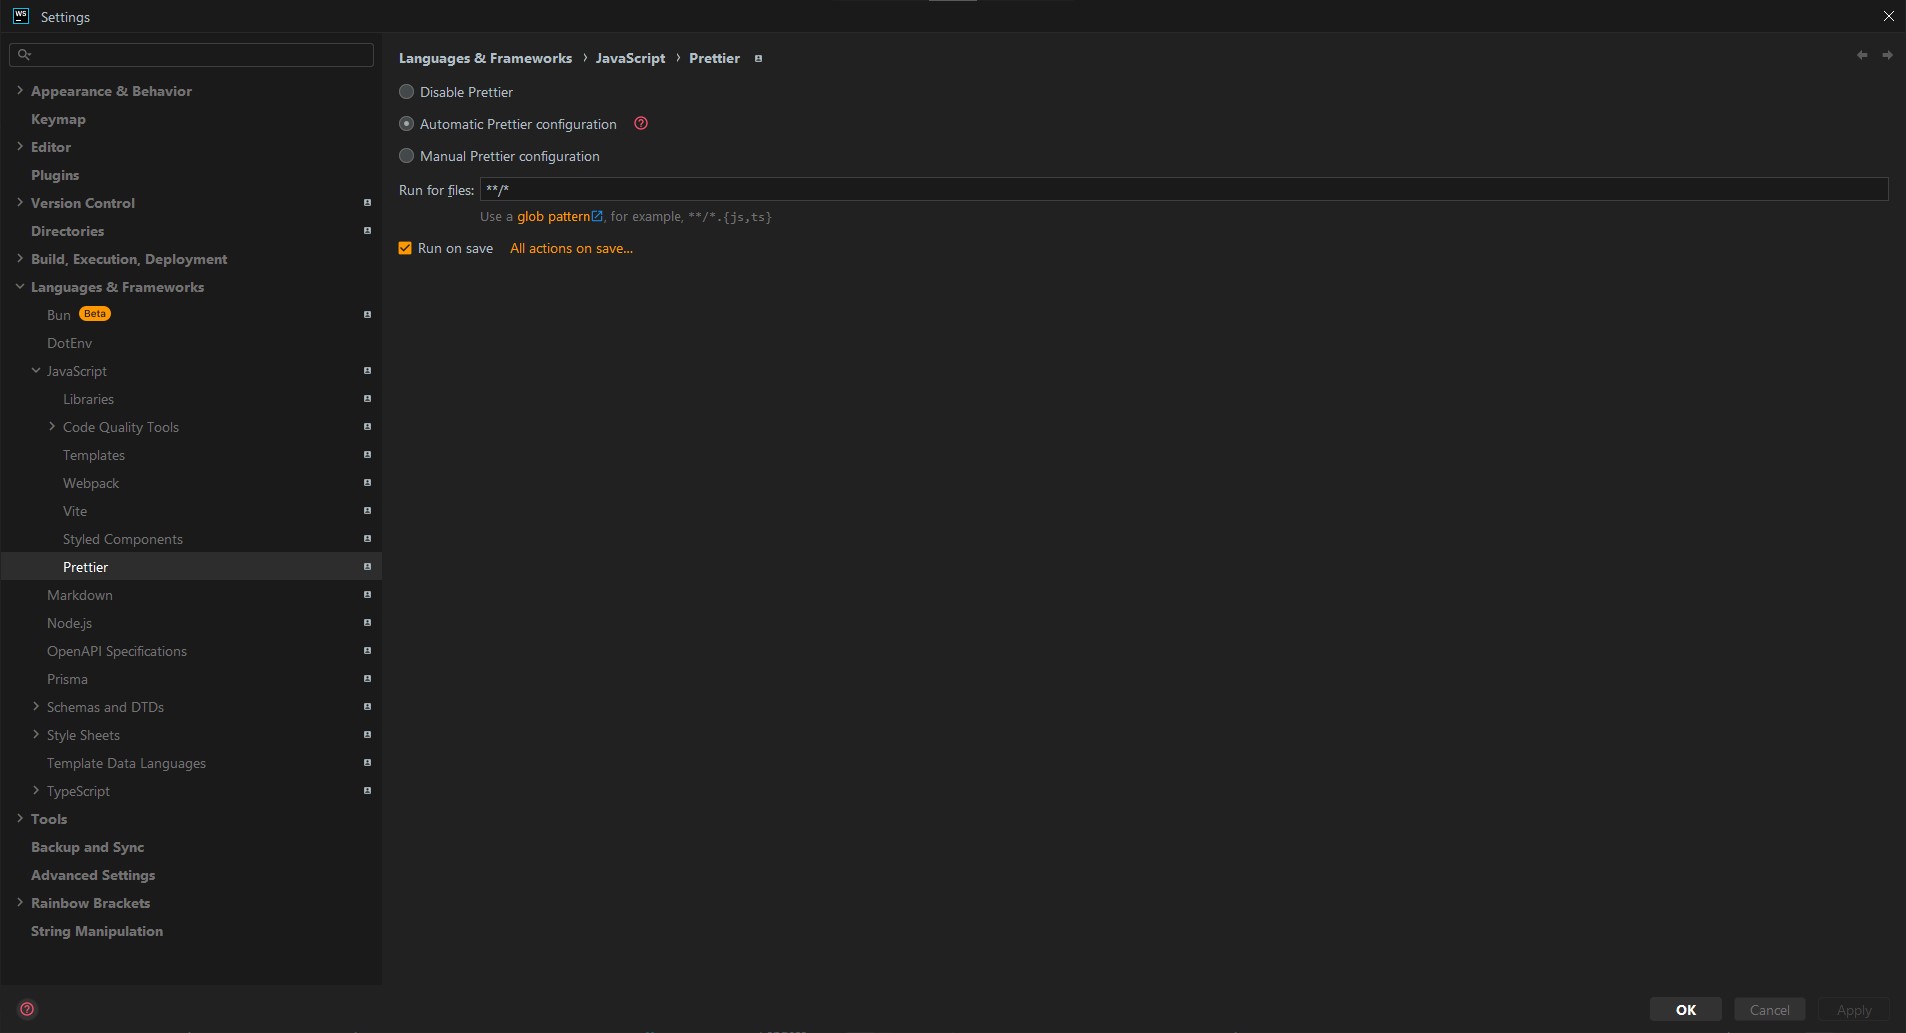 WS
Settings
Appearance & Behavior
Keymap
Editor
Plugins
Version Control
Directories
Build, Execution, Deployment
Languages & Frameworks
Bun Beta
DotEnv
JavaScript
Libraries
Code Quality Tools
Templates
Webpack
Vite
Styled Components
Prettier
Markdown
Node.js
OpenAPI Specifications
Prisma
Schemas and DTDs
Style Sheets
Template Data Languages
TypeScript
Tools
Backup and Sync
Advanced Settings
Rainbow Brackets
String Manipulation
Languages & Frameworks › JavaScript › Prettier
Disable Prettier
Automatic Prettier configuration ?
Manual Prettier configuration
Run for files: **/*
Use a glob pattern, for example, **/*.{js,ts}
Run on save All actions on save...
? OK Cancel Apply